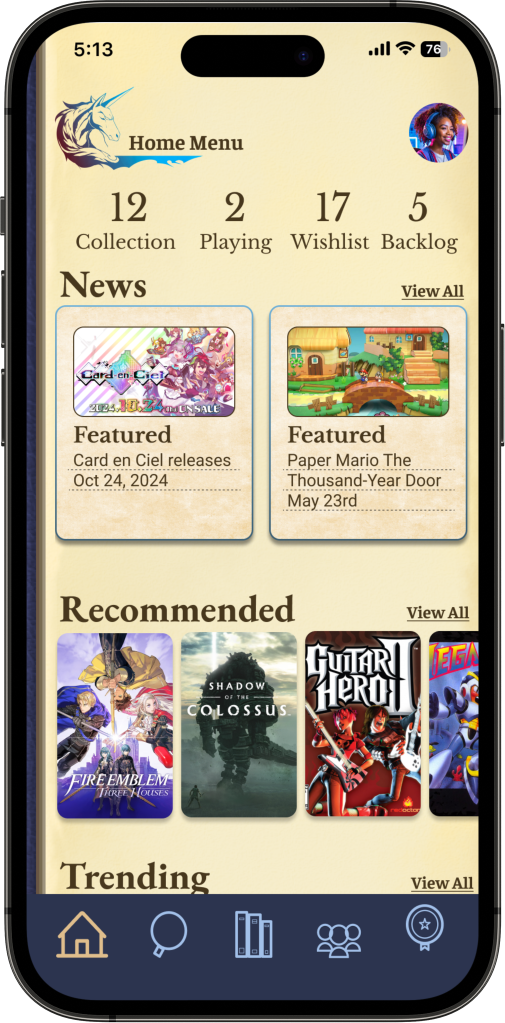 5:13
76
Home Menu
12 2 17 5
Collection Playing Wishlist Backlog
News View All
Card-en-Ciel
2024.10.24 ON SALE
Featured
Card en Ciel releases
Oct 24, 2024
Featured
Paper Mario The
Thousand-Year Door
May 23rd
Recommended View All
FIRE EMBLEM
THREE HOUSES
SHADOW
OF THE
COLOSSUS
GUITAR
HERO II
Trending View All